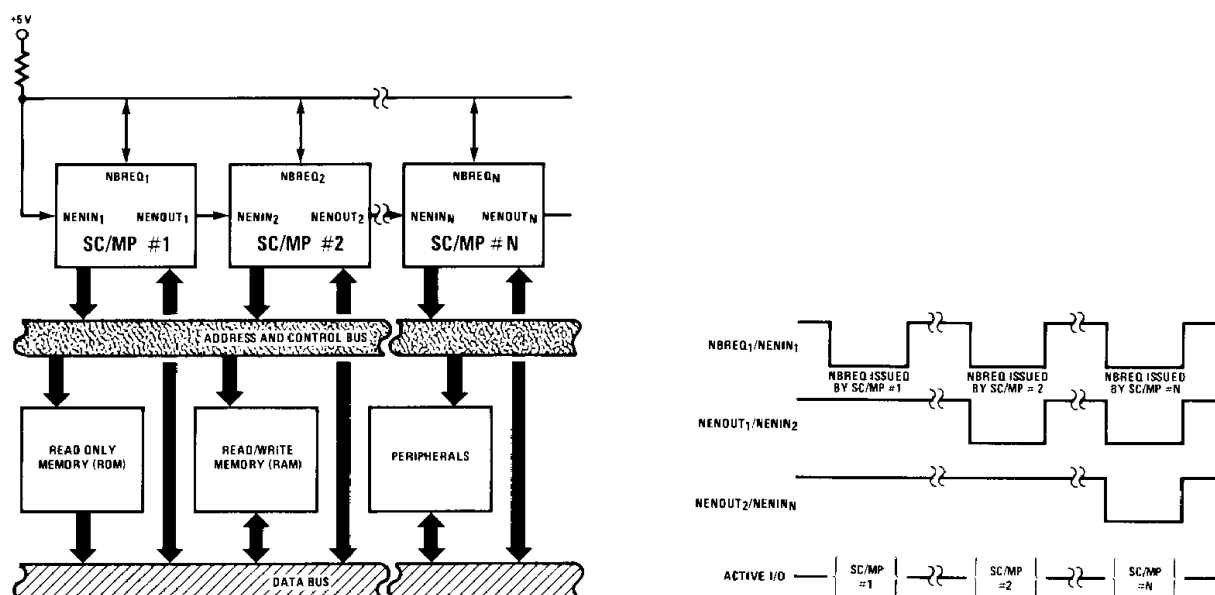 +5V
NBREQ1
NENIN1 NENOUT1
SC/MP #1
NBREQ2
NENIN2 NENOUT2
SC/MP #2
NBREQN
NENINN NENOUTN
SC/MP #N
ADDRESS AND CONTROL BUS
READ ONLY
MEMORY (ROM)
READ/WRITE
MEMORY (RAM)
PERIPHERALS
DATA BUS
NBREQ1/NENIN1
NBREQ ISSUED
BY SC/MP #1
NBREQ ISSUED
BY SC/MP #2
NBREQ ISSUED
BY SC/MP #N
NENOUT1/NENIN2
NENOUT2/NENINN
ACTIVE I/O
SC/MP
#1
SC/MP
#2
SC/MP
#N